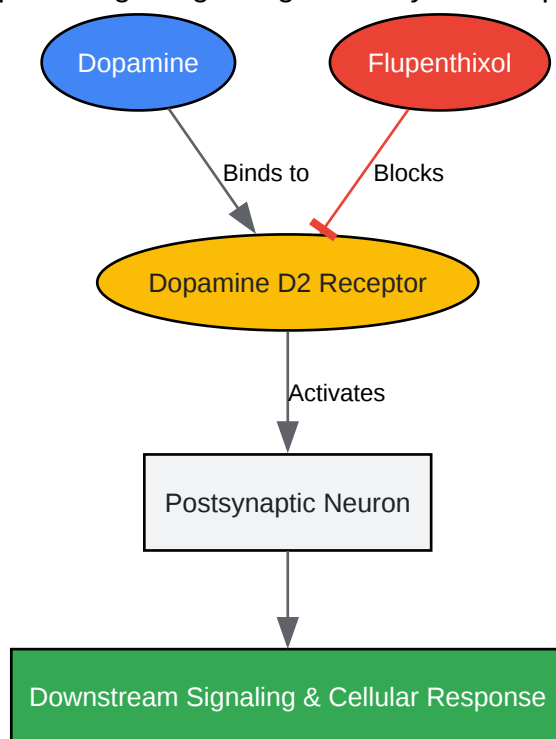 Dopamine
Flupenthixol
Binds to
Blocks
Dopamine D2 Receptor
Activates
Postsynaptic Neuron
Downstream Signaling & Cellular Response